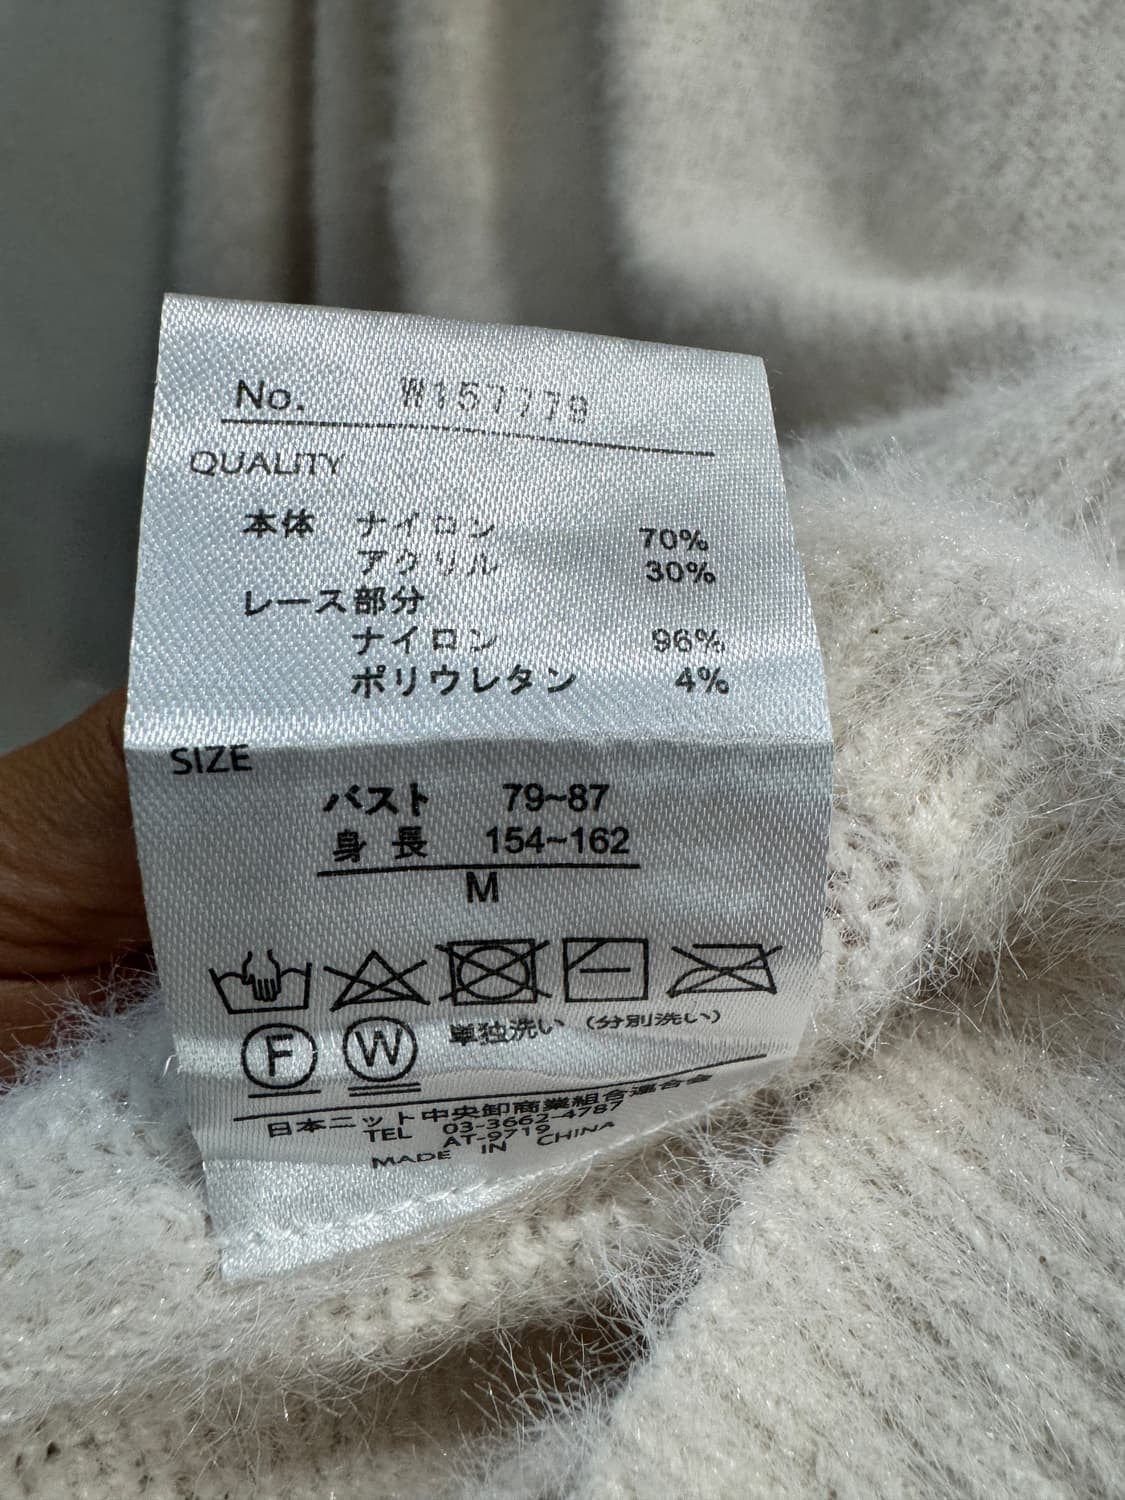 No. W157779
QUALITY
本体 ナイロン 70%
アクリル 30%
レース部分
ナイロン 96%
ポリウレタン 4%
SIZE
バスト 79~87
身長 154~162
M
F W 単独洗い (分別洗い)
日本ニット中央卸商業組合連合会
TEL 03-3662-4787
AT-9719
MADE IN CHINA